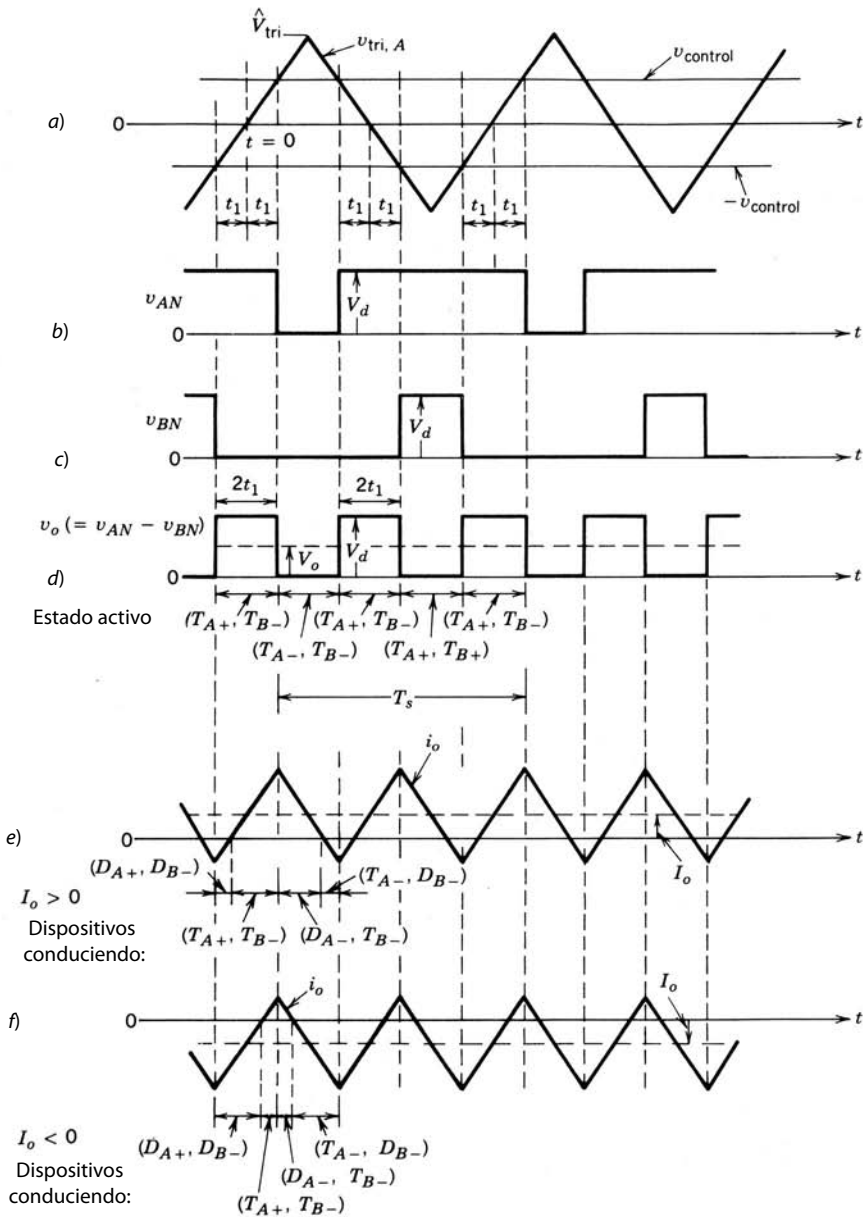 V̂tri
vtri, A
vcontrol
a)
0
t = 0
t
t1 t1 t1 t1 t1 t1
−vcontrol
vAN
Vd
b)
0
t
vBN
Vd
c)
0
t
2t1 2t1
vo (= vAN − vBN)
Vo
Vd
d)
0
t
Estado activo
(TA+, TB−) (TA+, TB−) (TA+, TB−)
(TA−, TB−) (TA+, TB+)
Ts
io
e)
0
t
Io
(DA+, DB−) (TA−, DB−)
Io > 0
(TA+, TB−) (DA−, TB−)
Dispositivos
conduciendo:
io
Io
f)
0
t
Io < 0
(DA+, DB−) (TA−, DB−)
Dispositivos
(DA−, TB−)
conduciendo:
(TA+, TB−)